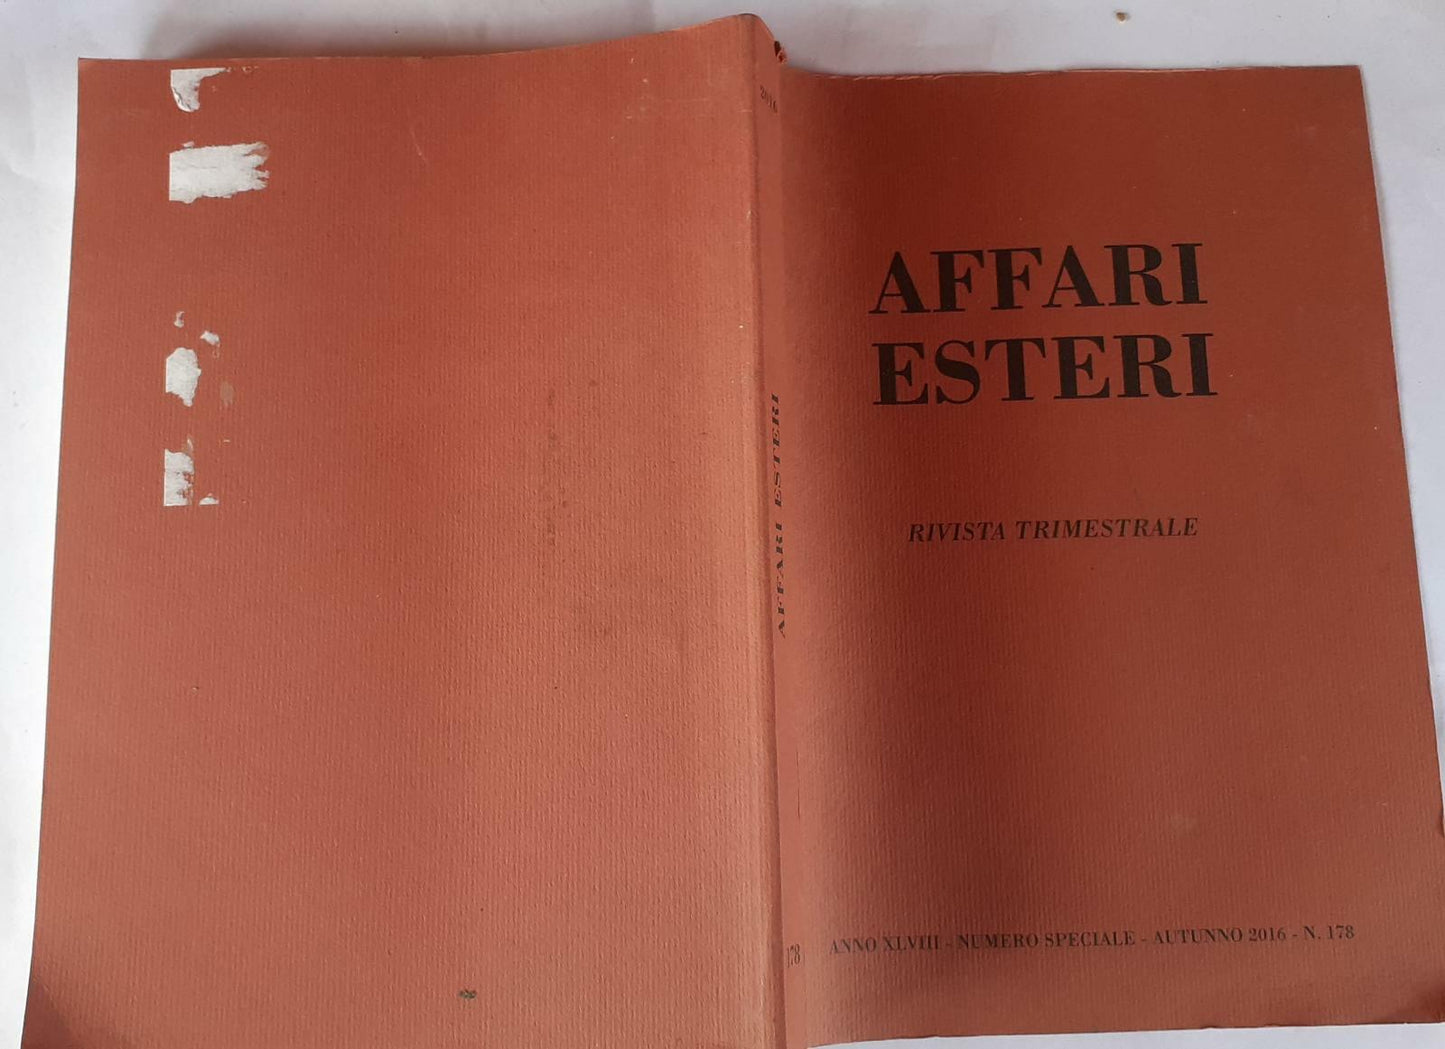 2016
AFFARI ESTERI
178
AFFARI
ESTERI
RIVISTA TRIMESTRALE
ANNO XLVIII - NUMERO SPECIALE - AUTUNNO 2016 - N. 178